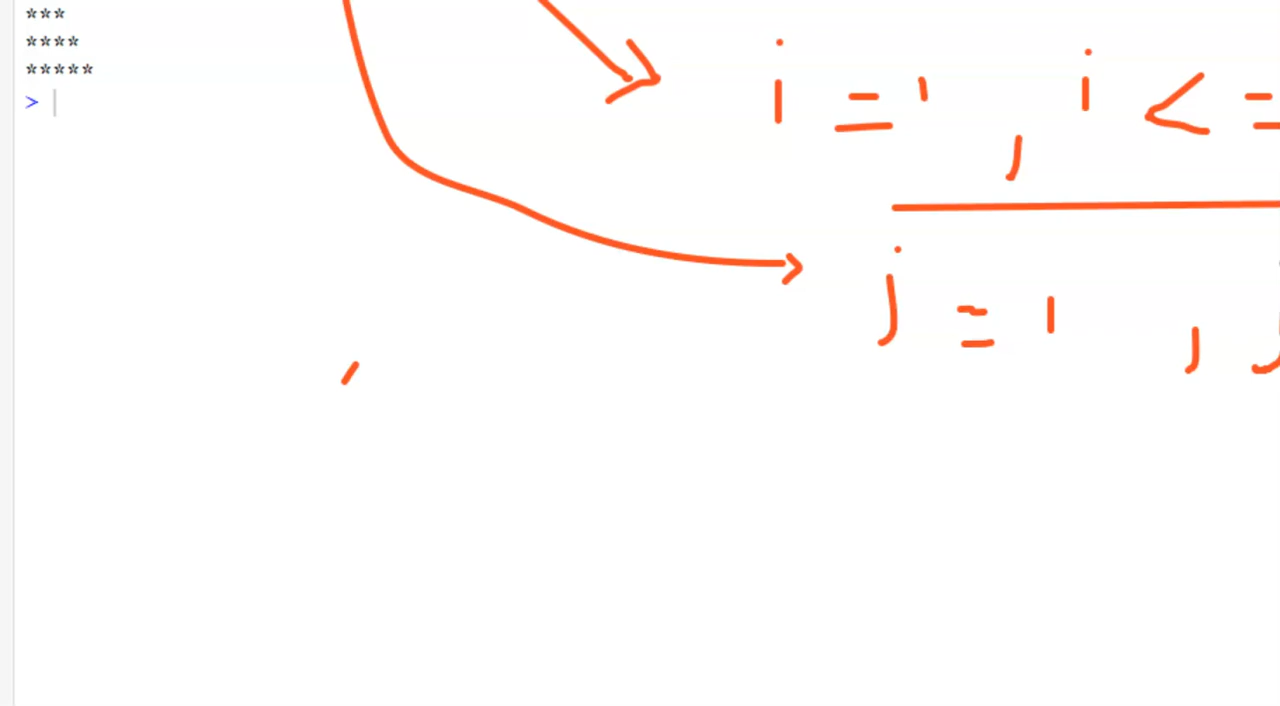 ***
****
*****
>
i = 1 , i < =
j = 1 , j